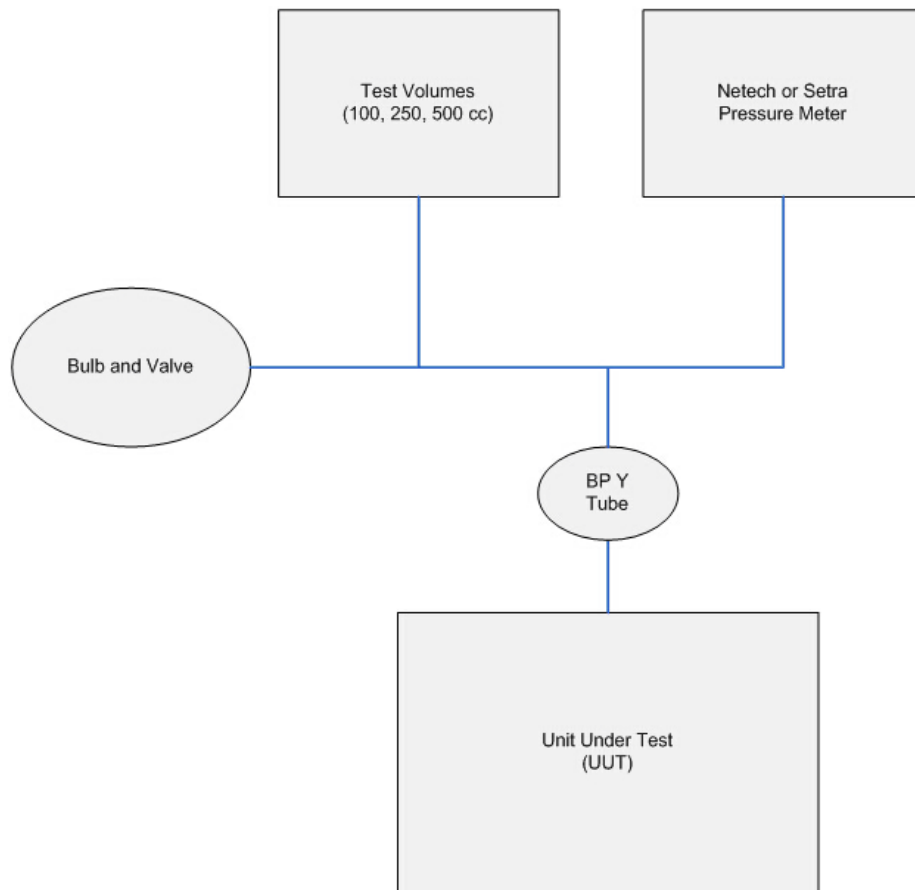 Test Volumes
(100, 250, 500 cc)
Netech or Setra
Pressure Meter
Bulb and Valve
BP Y
Tube
Unit Under Test
(UUT)